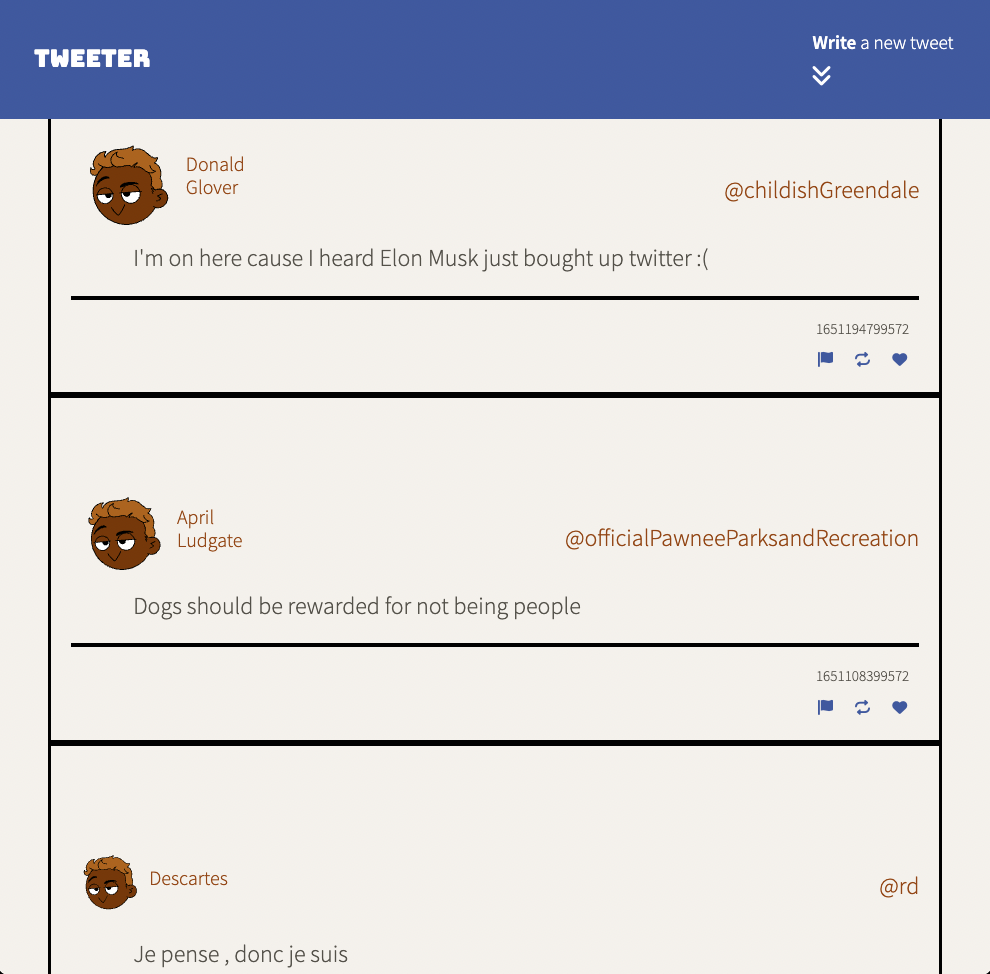 TWEETER
Write a new tweet
Donald
Glover
@childishGreendale
I'm on here cause I heard Elon Musk just bought up twitter :(
1651194799572
April
Ludgate
@officialPawneeParksandRecreation
Dogs should be rewarded for not being people
1651108399572
Descartes
@rd
Je pense , donc je suis